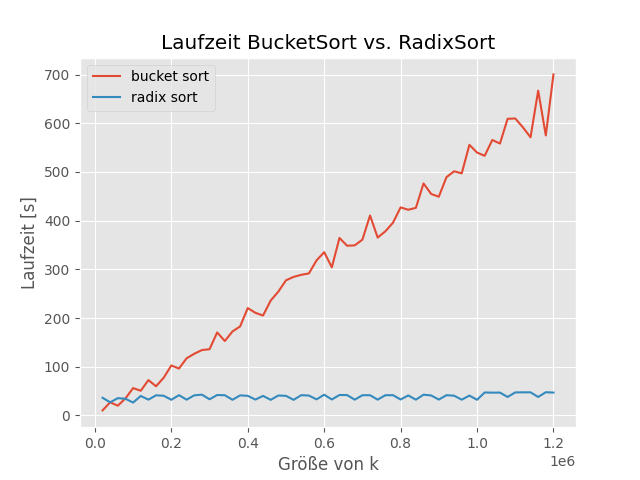 Laufzeit BucketSort vs. RadixSort
bucket sort
radix sort
Laufzeit [s]
700
600
500
400
300
200
100
0
0.0 0.2 0.4 0.6 0.8 1.0 1.2
1e6
Größe von k